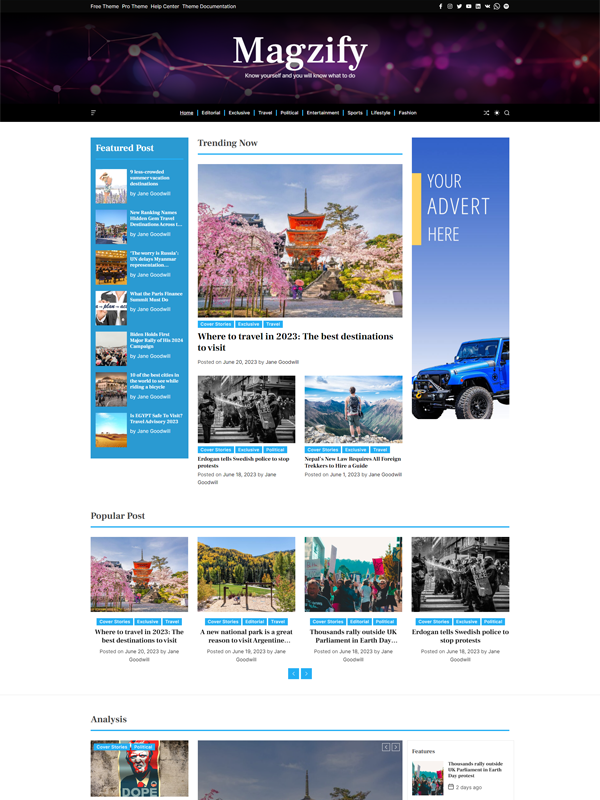 Free Theme Pro Theme Help Center Theme Documentation
Magzify
Know yourself and you will know what to do
Home Editorial Exclusive Travel Political Entertainment Sports Lifestyle Fashion
Featured Post
9 less-crowded
summer vacation
destinations
by Jane Goodwill
New Ranking Names
Hidden Gem Travel
Destinations Across t...
by Jane Goodwill
'The worry is Russia':
UN delays Myanmar
representation...
by Jane Goodwill
What the Paris Finance
Summit Must Do
by Jane Goodwill
Biden Holds First
Major Rally of His 2024
Campaign
by Jane Goodwill
10 of the best cities in
the world to see while
riding a bicycle
by Jane Goodwill
Is EGYPT Safe To Visit?
Travel Advisory 2023
by Jane Goodwill
Trending Now
Cover Stories Exclusive Travel
Where to travel in 2023: The best destinations
to visit
Posted on June 20, 2023 by Jane Goodwill
Cover Stories Exclusive Political
Erdogan tells Swedish police to stop
protests
Posted on June 18, 2023 by Jane
Goodwill
Cover Stories Exclusive Travel
Nepal's New Law Requires All Foreign
Trekkers to Hire a Guide
Posted on June 1, 2023 by Jane Goodwill
YOUR
ADVERT
HERE
Popular Post
Cover Stories Exclusive Travel
Where to travel in 2023: The
best destinations to visit
Posted on June 20, 2023 by Jane
Goodwill
Cover Stories Editorial Travel
A new national park is a great
reason to visit Argentine...
Posted on June 19, 2023 by Jane
Goodwill
Cover Stories Editorial Political
Thousands rally outside UK
Parliament in Earth Day...
Posted on June 18, 2023 by Jane
Goodwill
Cover Stories Exclusive Political
Erdogan tells Swedish police to
stop protests
Posted on June 18, 2023 by Jane
Goodwill
Analysis
Cover Stories Political
DOPE
Features
Thousands rally outside
UK Parliament in Earth
Day protest
2 days ago